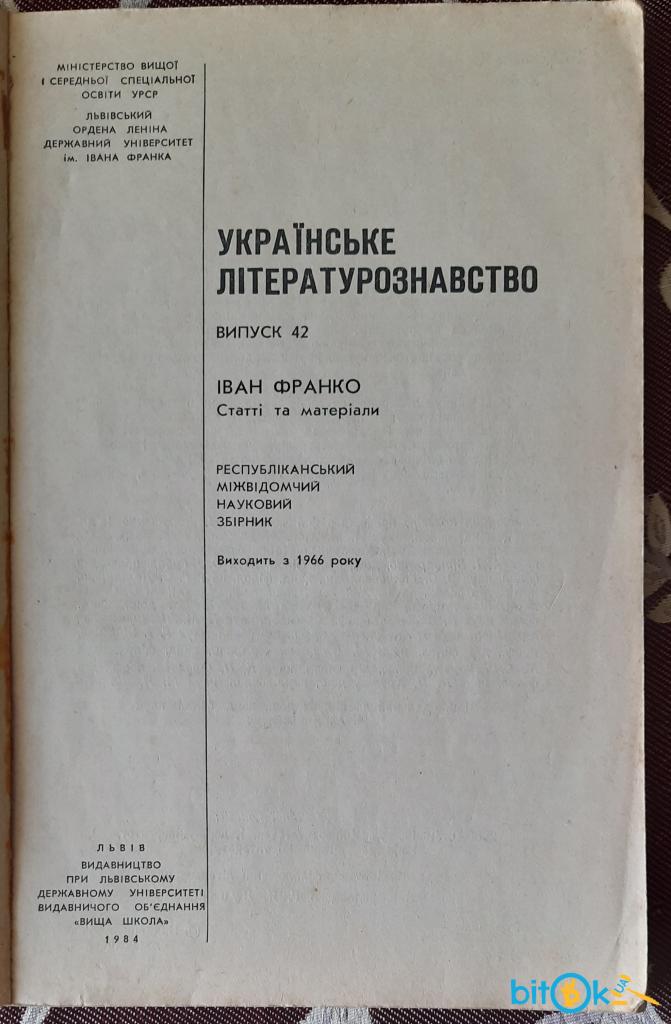 МІНІСТЕРСТВО ВИЩОЇ
І СЕРЕДНЬОЇ СПЕЦІАЛЬНОЇ
ОСВІТИ УРСР
ЛЬВІВСЬКИЙ
ОРДЕНА ЛЕНІНА
ДЕРЖАВНИЙ УНІВЕРСИТЕТ
ім. ІВАНА ФРАНКА
УКРАЇНСЬКЕ
ЛІТЕРАТУРОЗНАВСТВО
ВИПУСК 42
ІВАН ФРАНКО
Статті та матеріали
РЕСПУБЛІКАНСЬКИЙ
МІЖВІДОМЧИЙ
НАУКОВИЙ
ЗБІРНИК
Виходить з 1966 року
ЛЬВІВ
ВИДАВНИЦТВО
ПРИ ЛЬВІВСЬКОМУ
ДЕРЖАВНОМУ УНІВЕРСИТЕТІ
ВИДАВНИЧОГО ОБ'ЄДНАННЯ
«ВИЩА ШКОЛА»
1984
bitOk.UA